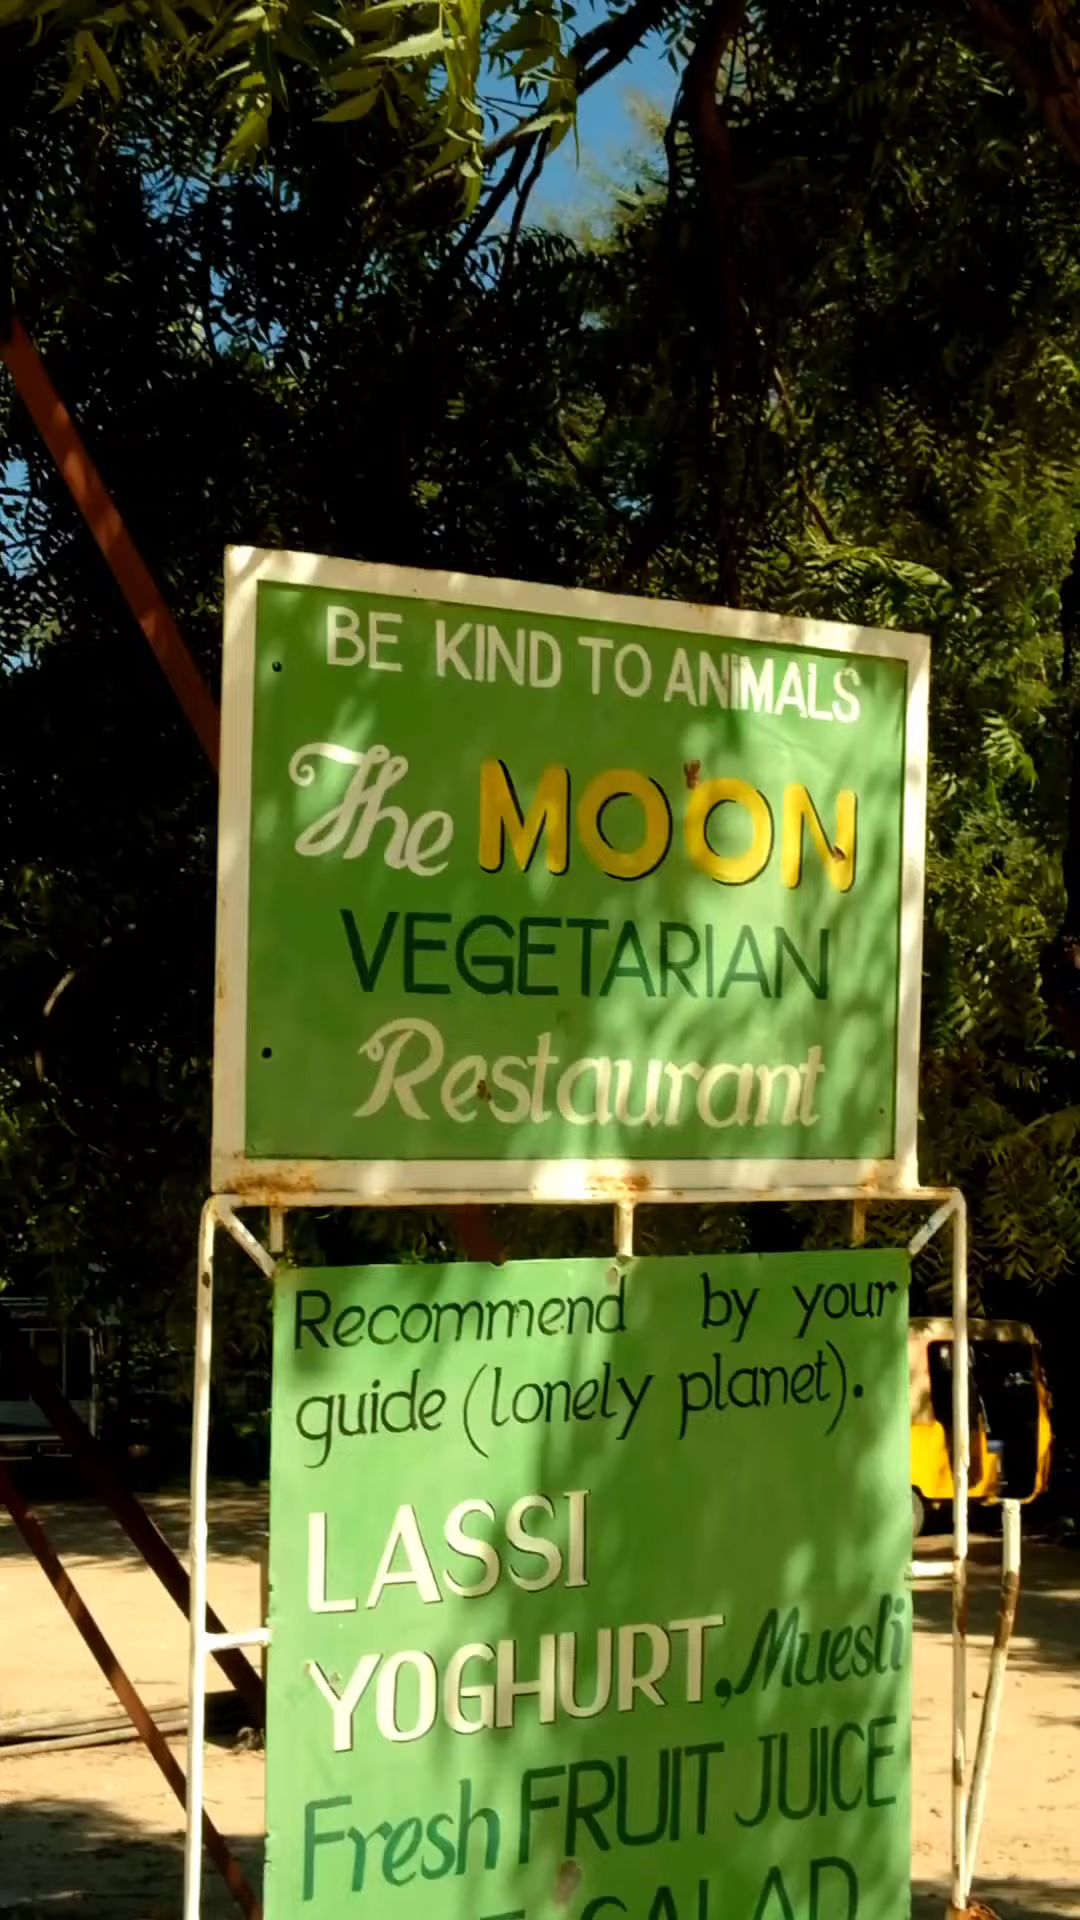 BE KIND TO ANIMALS
The MOON
VEGETARIAN
Restaurant
Recommend by your
guide (lonely planet).
LASSI
YOGHURT, Muesli
Fresh FRUIT JUICE
SALAD